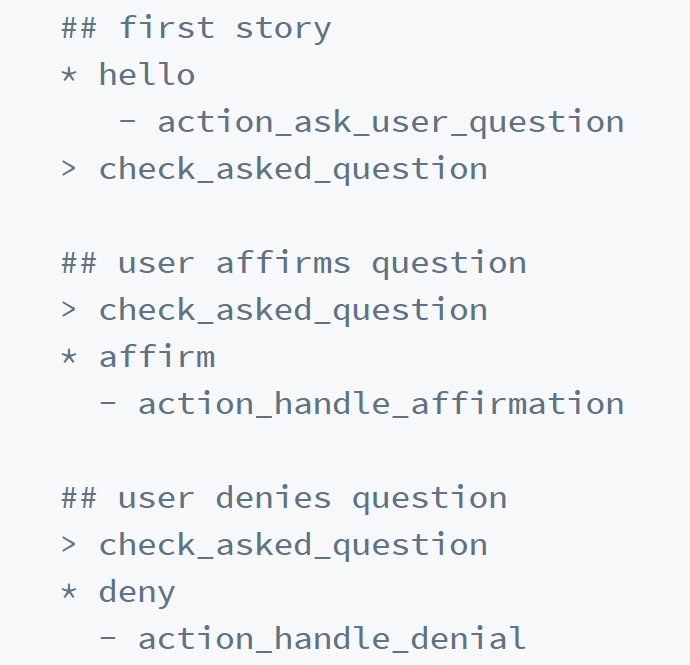 ## first story
* hello
   - action_ask_user_question
> check_asked_question

## user affirms question
> check_asked_question
* affirm
  - action_handle_affirmation

## user denies question
> check_asked_question
* deny
  - action_handle_denial